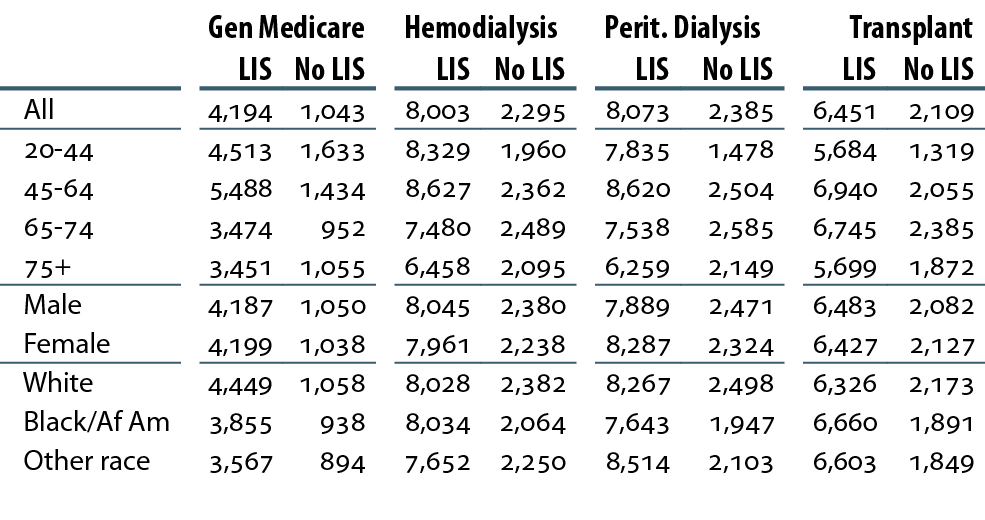 Gen Medicare Hemodialysis Perit. Dialysis Transplant
LIS No LIS LIS No LIS LIS No LIS LIS No LIS
All 4,194 1,043 8,003 2,295 8,073 2,385 6,451 2,109
20-44 4,513 1,633 8,329 1,960 7,835 1,478 5,684 1,319
45-64 5,488 1,434 8,627 2,362 8,620 2,504 6,940 2,055
65-74 3,474 952 7,480 2,489 7,538 2,585 6,745 2,385
75+ 3,451 1,055 6,458 2,095 6,259 2,149 5,699 1,872
Male 4,187 1,050 8,045 2,380 7,889 2,471 6,483 2,082
Female 4,199 1,038 7,961 2,238 8,287 2,324 6,427 2,127
White 4,449 1,058 8,028 2,382 8,267 2,498 6,326 2,173
Black/Af Am 3,855 938 8,034 2,064 7,643 1,947 6,660 1,891
Other race 3,567 894 7,652 2,250 8,514 2,103 6,603 1,849